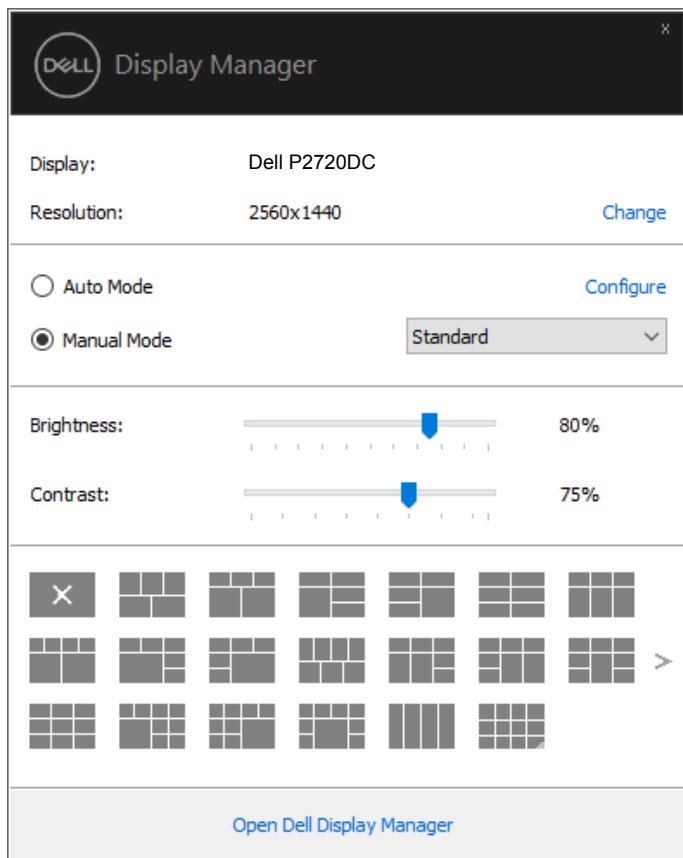 x
DELL Display Manager
Display: Dell P2720DC
Resolution: 2560x1440 Change
Auto Mode Configure
Manual Mode Standard
Brightness: 80%
Contrast: 75%
Open Dell Display Manager